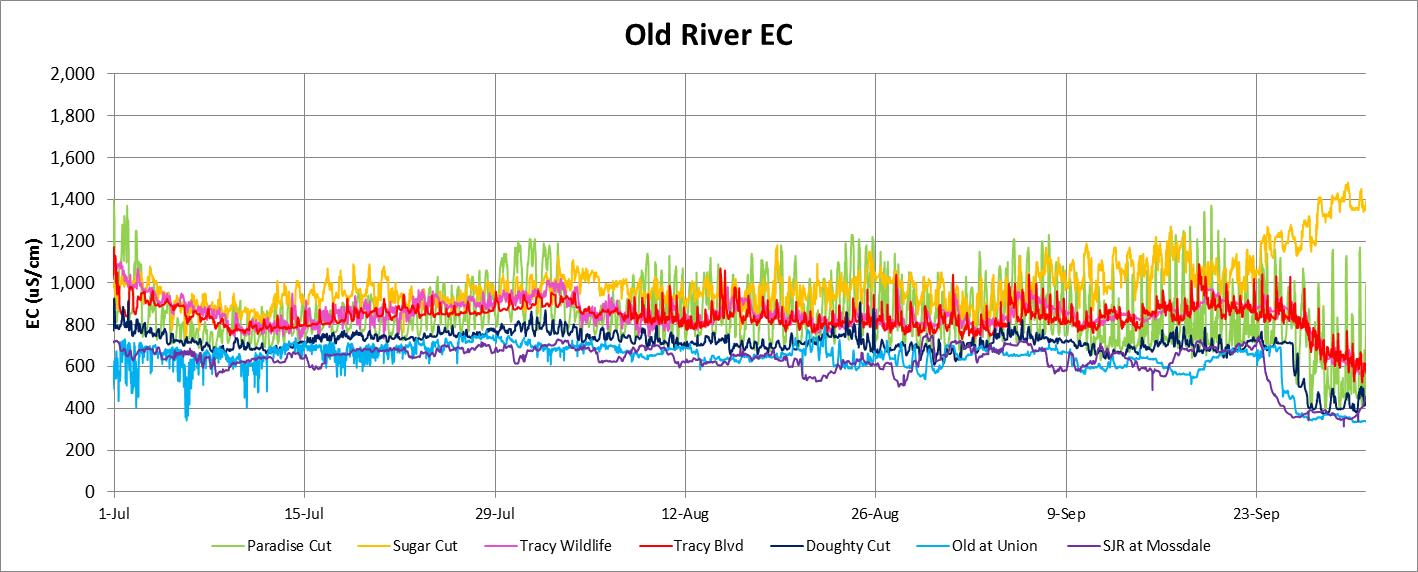 Old River EC
EC (uS/cm)
2,000
1,800
1,600
1,400
1,200
1,000
800
600
400
200
0
1-Jul 15-Jul 29-Jul 12-Aug 26-Aug 9-Sep 23-Sep
Paradise Cut Sugar Cut Tracy Wildlife Tracy Blvd Doughty Cut Old at Union SJR at Mossdale